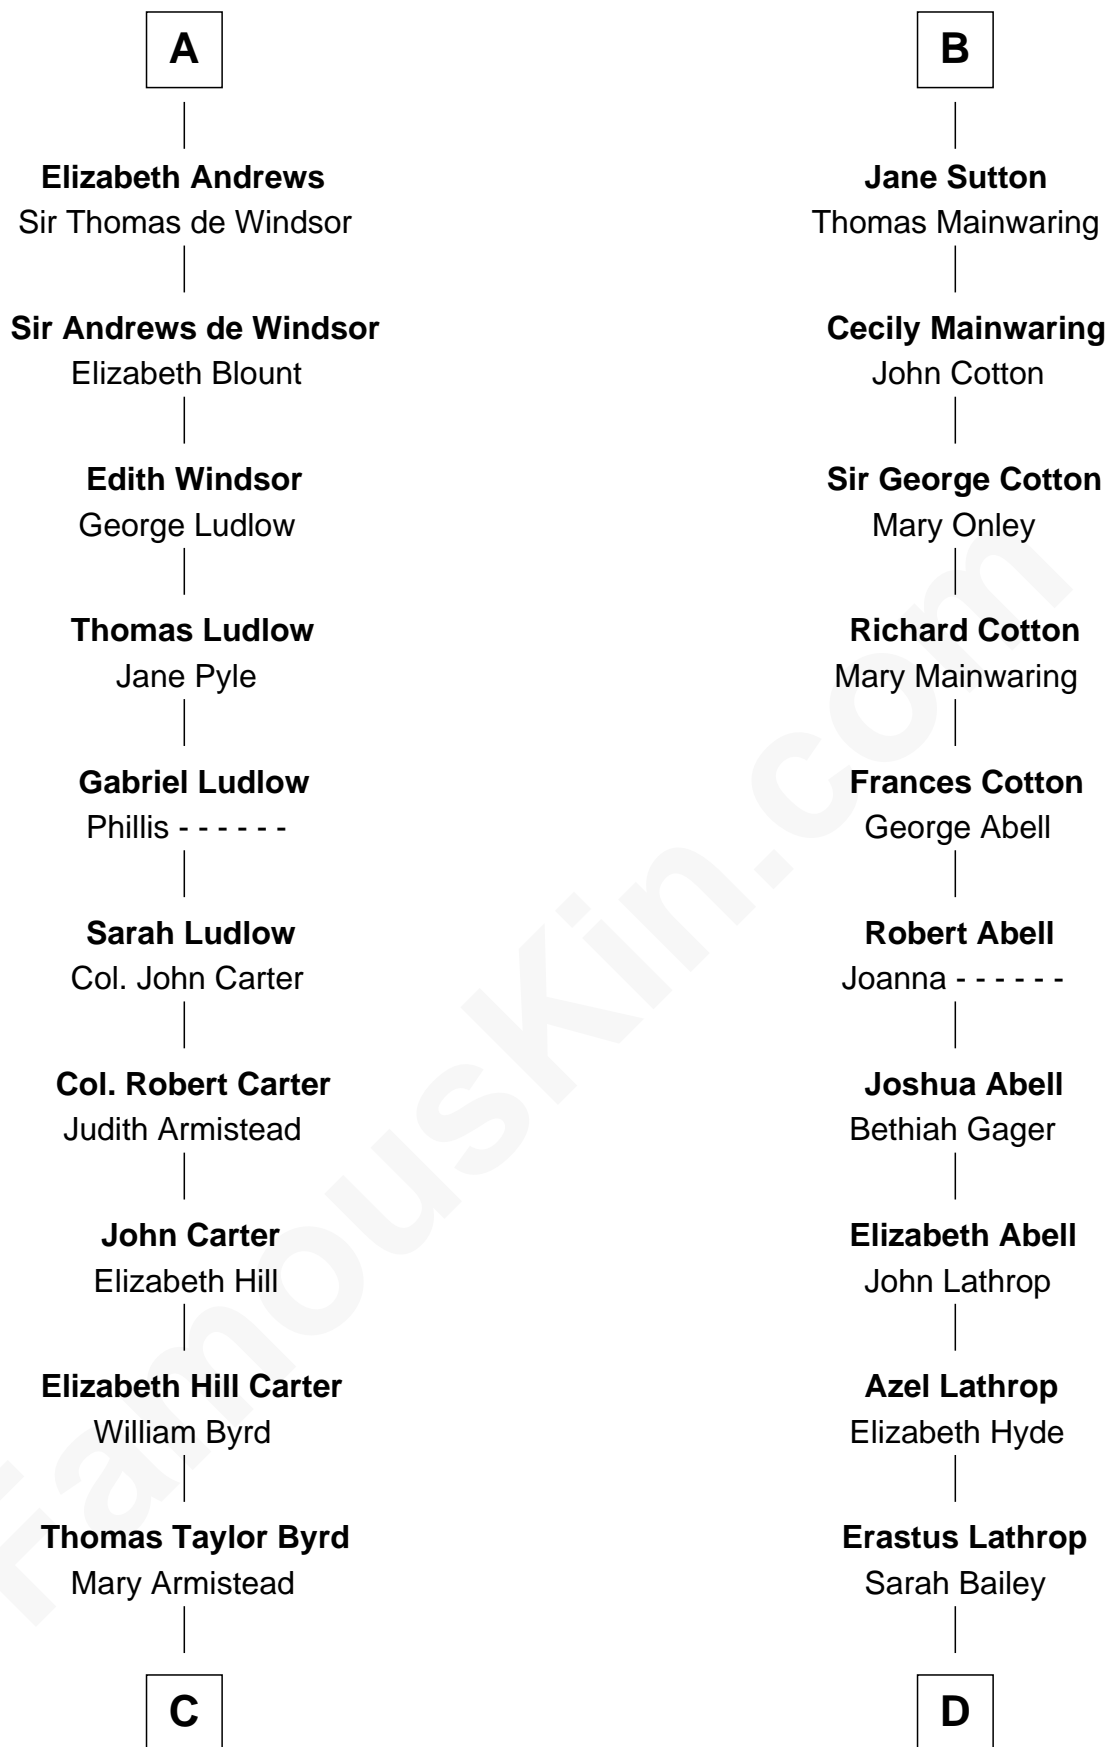 A
Elizabeth Andrews
Sir Thomas de Windsor
Sir Andrews de Windsor
Elizabeth Blount
Edith Windsor
George Ludlow
Thomas Ludlow
Jane Pyle
Gabriel Ludlow
Phillis - - - - - -
Sarah Ludlow
Col. John Carter
Col. Robert Carter
Judith Armistead
John Carter
Elizabeth Hill
Elizabeth Hill Carter
William Byrd
Thomas Taylor Byrd
Mary Armistead
C
B
Jane Sutton
Thomas Mainwaring
Cecily Mainwaring
John Cotton
Sir George Cotton
Mary Onley
Richard Cotton
Mary Mainwaring
Frances Cotton
George Abell
Robert Abell
Joanna - - - - - -
Joshua Abell
Bethiah Gager
Elizabeth Abell
John Lathrop
Azel Lathrop
Elizabeth Hyde
Erastus Lathrop
Sarah Bailey
D
FamousKin.com